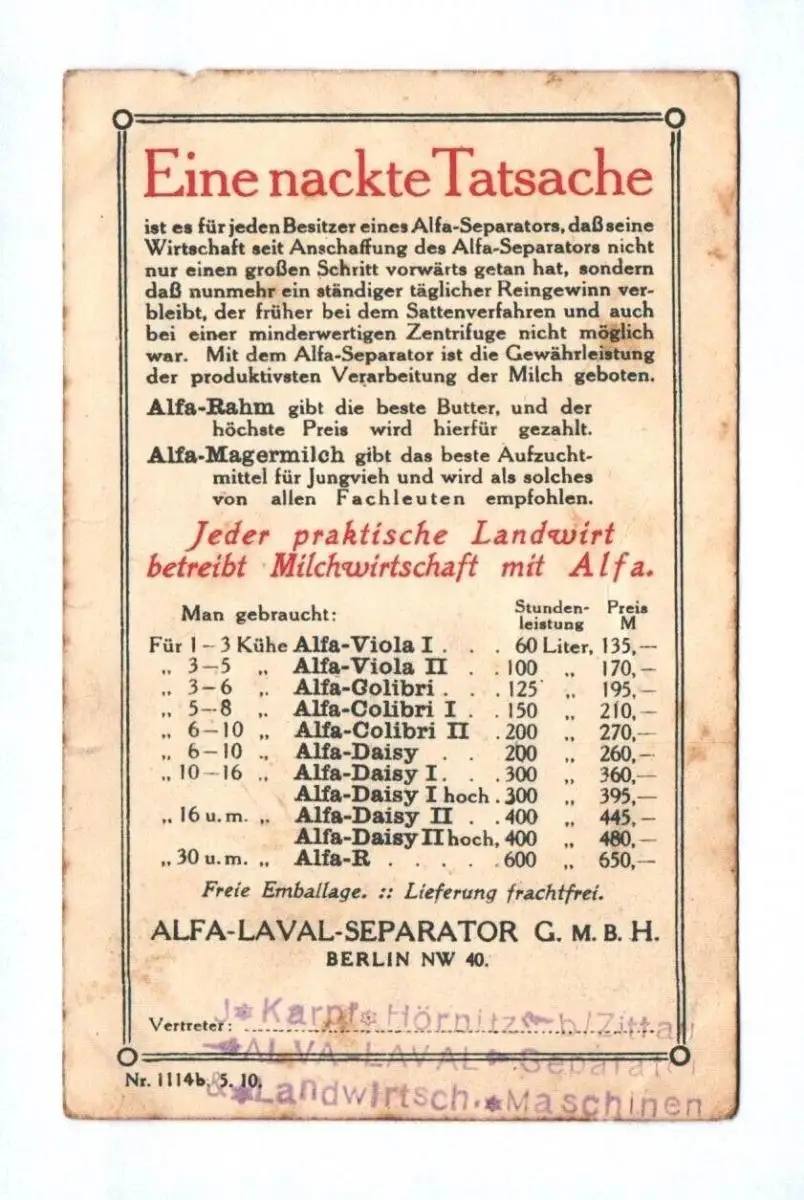 Eine nackte Tatsache
ist es für jeden Besitzer eines Alfa-Separators, daß seine
Wirtschaft seit Anschaffung des Alfa-Separators nicht
nur einen großen Schritt vorwärts getan hat, sondern
daß nunmehr ein ständiger täglicher Reingewinn ver-
bleibt, der früher bei dem Sattenverfahren und auch
bei einer minderwertigen Zentrifuge nicht möglich
war. Mit dem Alfa-Separator ist die Gewährleistung
der produktivsten Verarbeitung der Milch geboten.
Alfa-Rahm gibt die beste Butter, und der
höchste Preis wird hierfür gezahlt.
Alfa-Magermilch gibt das beste Aufzucht-
mittel für Jungvieh und wird als solches
von allen Fachleuten empfohlen.
Jeder praktische Landwirt
betreibt Milchwirtschaft mit Alfa.
Man gebraucht: Stunden- Preis
leistung M
Für 1–3 Kühe Alfa-Viola I . . . 60 Liter, 135,—
„ 3–5 „ Alfa-Viola II . . 100 „ 170,—
„ 3–6 „ Alfa-Colibri . . . 125 „ 195,—
„ 5–8 „ Alfa-Colibri I . . 150 „ 210,—
„ 6–10 „ Alfa-Colibri II . 200 „ 270,—
„ 6–10 „ Alfa-Daisy . . 200 „ 260,—
„ 10–16 „ Alfa-Daisy I . . . 300 „ 360,—
Alfa-Daisy I hoch . 300 „ 395,—
„ 16 u. m. „ Alfa-Daisy II . . 400 „ 445,—
Alfa-Daisy II hoch, 400 „ 480,—
„ 30 u. m. „ Alfa-R . . . . . 600 „ 650,—
Freie Emballage. :: Lieferung frachtfrei.
ALFA-LAVAL-SEPARATOR G. M. B. H.
BERLIN NW 40.
Vertreter:
J * Karpf * Hörnitz b/Zittau
ALVA-LAVAL Separator
& Landwirtsch. * Maschinen
Nr. 1114b. 5. 10.